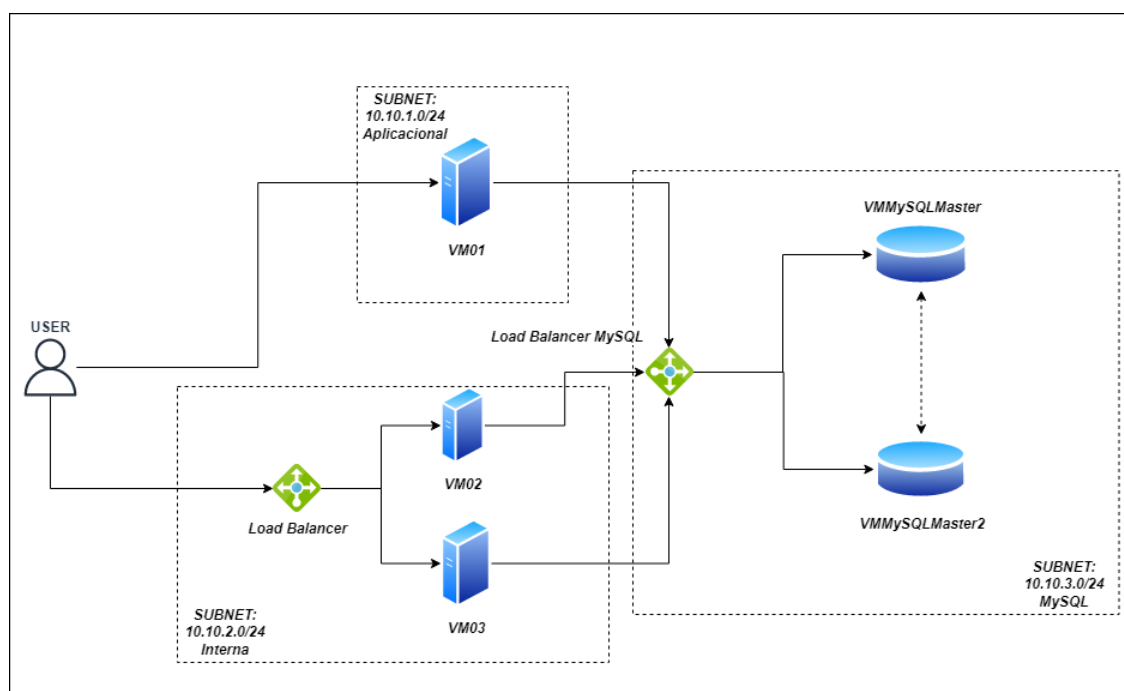 SUBNET:
10.10.1.0/24
Aplicacional
VM01
VMMySQLMaster
USER
Load Balancer MySQL
VM02
Load Balancer
VMMySQLMaster2
SUBNET:
10.10.3.0/24
MySQL
SUBNET:
10.10.2.0/24
Interna
VM03